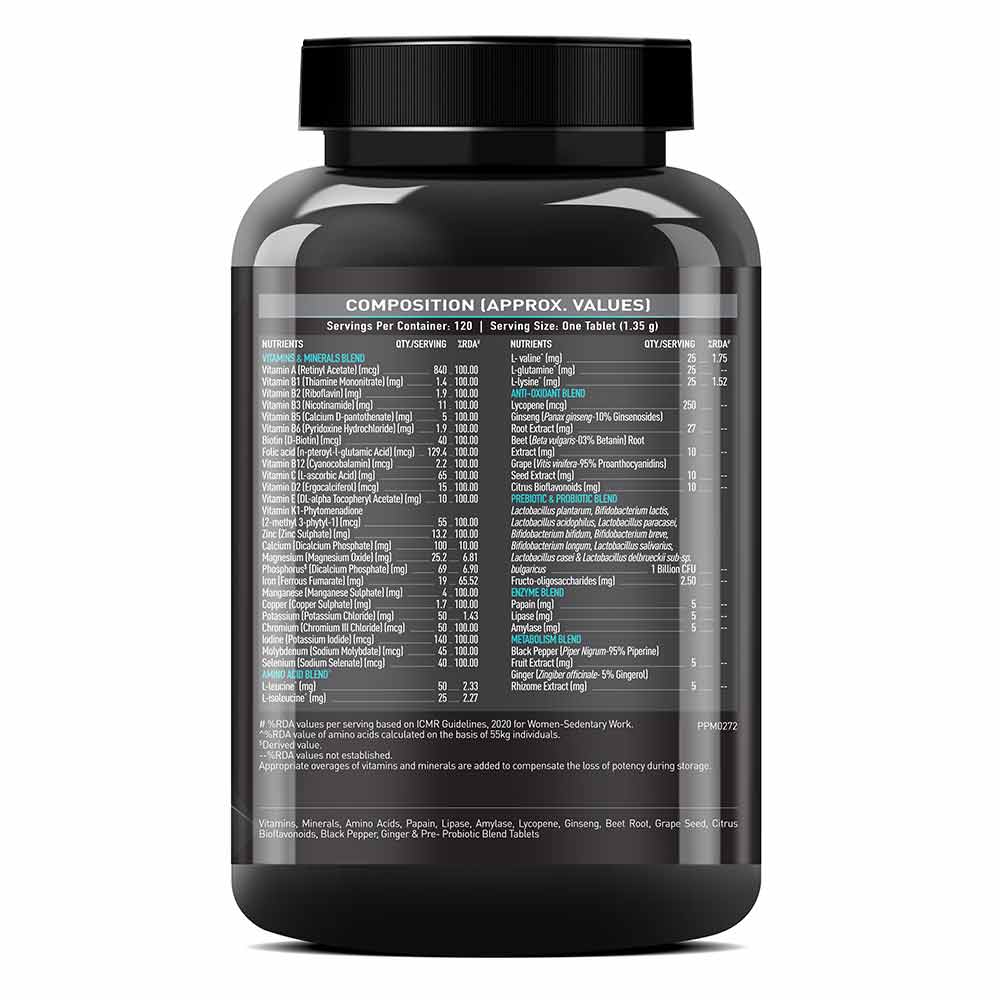 COMPOSITION (APPROX. VALUES)
Servings Per Container: 120 | Serving Size: One Tablet (1.35 g)
NUTRIENTS QTY./SERVING %RDA#
VITAMINS & MINERALS BLEND
Vitamin A (Retinyl Acetate) (mcg) 840 100.00
Vitamin B1 (Thiamine Mononitrate) (mg) 1.4 100.00
Vitamin B2 (Riboflavin) (mg) 1.9 100.00
Vitamin B3 (Nicotinamide) (mg) 11 100.00
Vitamin B5 (Calcium D-pantothenate) (mg) 5 100.00
Vitamin B6 (Pyridoxine Hydrochloride) (mg) 1.9 100.00
Biotin (D-Biotin) (mcg) 40 100.00
Folic acid (n-pteroyl-l-glutamic Acid) (mcg) 129.4 100.00
Vitamin B12 (Cyanocobalamin) (mcg) 2.2 100.00
Vitamin C (L-ascorbic Acid) (mg) 65 100.00
Vitamin D2 (Ergocalciferol) (mcg) 15 100.00
Vitamin E (DL-alpha Tocopheryl Acetate) (mg) 10 100.00
Vitamin K1-Phytomenadione
(2-methyl 3-phytyl-1) (mcg) 55 100.00
Zinc (Zinc Sulphate) (mg) 13.2 100.00
Calcium (Dicalcium Phosphate) (mg) 100 10.00
Magnesium (Magnesium Oxide) (mg) 25.2 6.81
Phosphorus‡ (Dicalcium Phosphate) (mg) 69 6.90
Iron (Ferrous Fumarate) (mg) 19 65.52
Manganese (Manganese Sulphate) (mg) 4 100.00
Copper (Copper Sulphate) (mg) 1.7 100.00
Potassium (Potassium Chloride) (mg) 50 1.43
Chromium (Chromium III Chloride) (mcg) 50 100.00
Iodine (Potassium Iodide) (mcg) 140 100.00
Molybdenum (Sodium Molybdate) (mcg) 45 100.00
Selenium (Sodium Selenate) (mcg) 40 100.00
AMINO ACID BLEND^
L-leucine^ (mg) 50 2.33
L-isoleucine^ (mg) 25 2.27
NUTRIENTS QTY./SERVING %RDA#
L- valine^ (mg) 25 1.75
L-glutamine^ (mg) 25 --
L-lysine^ (mg) 25 1.52
ANTI-OXIDANT BLEND
Lycopene (mcg) 250 --
Ginseng (Panax ginseng-10% Ginsenosides)
Root Extract (mg) 27 --
Beet (Beta vulgaris-03% Betanin) Root
Extract (mg) 10 --
Grape (Vitis vinifera-95% Proanthocyanidins)
Seed Extract (mg) 10 --
Citrus Bioflavonoids (mg) 10 --
PREBIOTIC & PROBIOTIC BLEND
Lactobacillus plantarum, Bifidobacterium lactis,
Lactobacillus acidophilus, Lactobacillus paracasei,
Bifidobacterium bifidum, Bifidobacterium breve,
Bifidobacterium longum, Lactobacillus salivarius,
Lactobacillus casei & Lactobacillus delbrueckii sub-sp.
bulgaricus 1 Billion CFU --
Fructo-oligosaccharides (mg) 2.50 --
ENZYME BLEND
Papain (mg) 5 --
Lipase (mg) 5 --
Amylase (mg) 5 --
METABOLISM BLEND
Black Pepper (Piper Nigrum-95% Piperine)
Fruit Extract (mg) 5 --
Ginger (Zingiber officinale- 5% Gingerol)
Rhizome Extract (mg) 5 --
# %RDA values per serving based on ICMR Guidelines, 2020 for Women-Sedentary Work. PPM0272
^%RDA value of amino acids calculated on the basis of 55kg individuals.
‡Derived value.
--%RDA values not established.
Appropriate overages of vitamins and minerals are added to compensate the loss of potency during storage.
Vitamins, Minerals, Amino Acids, Papain, Lipase, Amylase, Lycopene, Ginseng, Beet Root, Grape Seed, Citrus
Bioflavonoids, Black Pepper, Ginger & Pre- Probiotic Blend Tablets